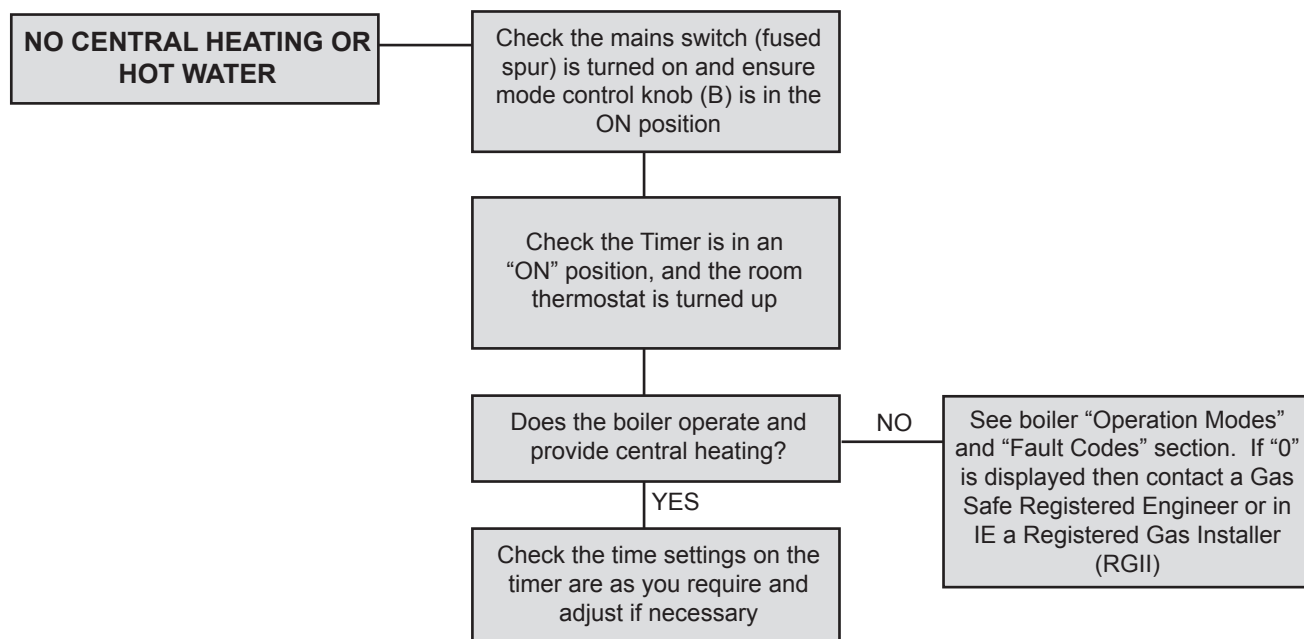 NO CENTRAL HEATING OR
HOT WATER
Check the mains switch (fused
spur) is turned on and ensure
mode control knob (B) is in the
ON position
Check the Timer is in an
“ON” position, and the room
thermostat is turned up
Does the boiler operate and
provide central heating?
NO
See boiler “Operation Modes”
and “Fault Codes” section.  If “0”
is displayed then contact a Gas
Safe Registered Engineer or in
IE a Registered Gas Installer
(RGII)
YES
Check the time settings on the
timer are as you require and
adjust if necessary